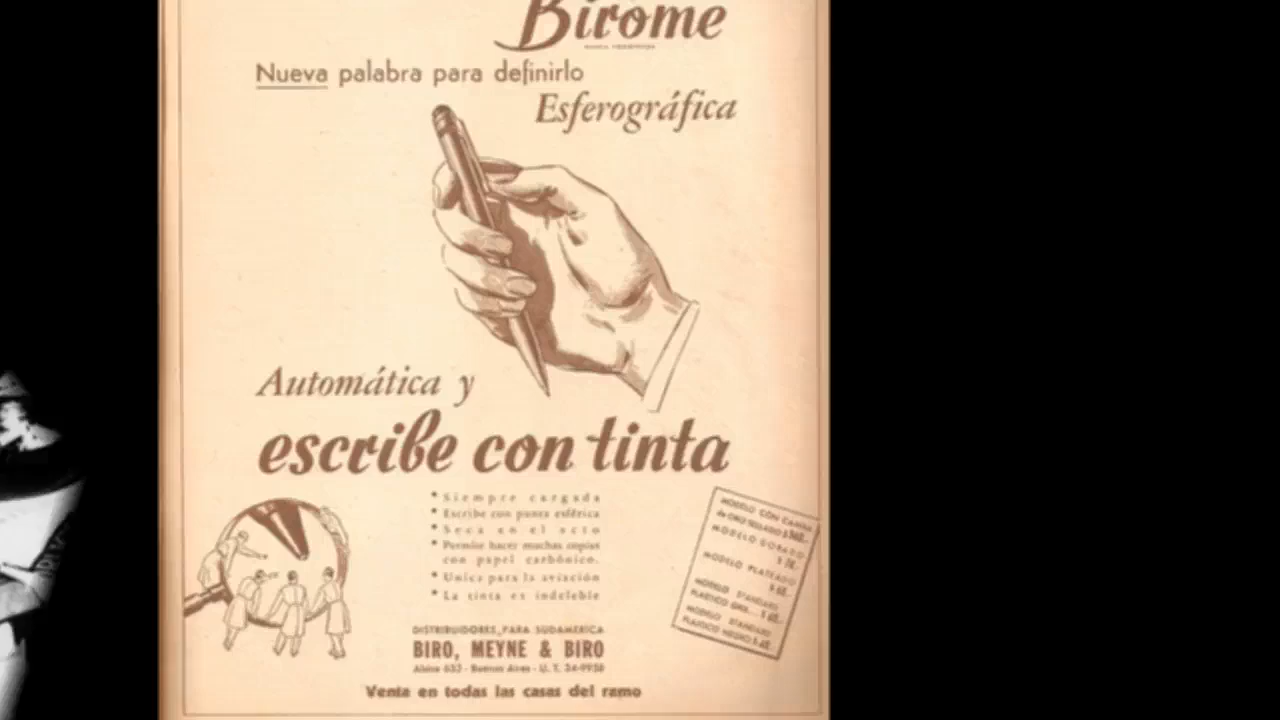 Birome
MARCA REGISTRADA
Nueva palabra para definirlo
Esferográfica
Automática y
escribe con tinta
* Siempre cargada
* Escribe con punta esférica
* Seca en el acto
* Permite hacer muchas copias
con papel carbónico.
* Unica para la aviación
* La tinta es indeleble
MODELO DORADO
MODELO PLATEADO
MODELO STANDARD
MODELO STANDARD
DISTRIBUIDORES PARA SUDAMERICA
BIRO, MEYNE & BIRO
Buenos Aires - U. T.
Venta en todas las casas del ramo